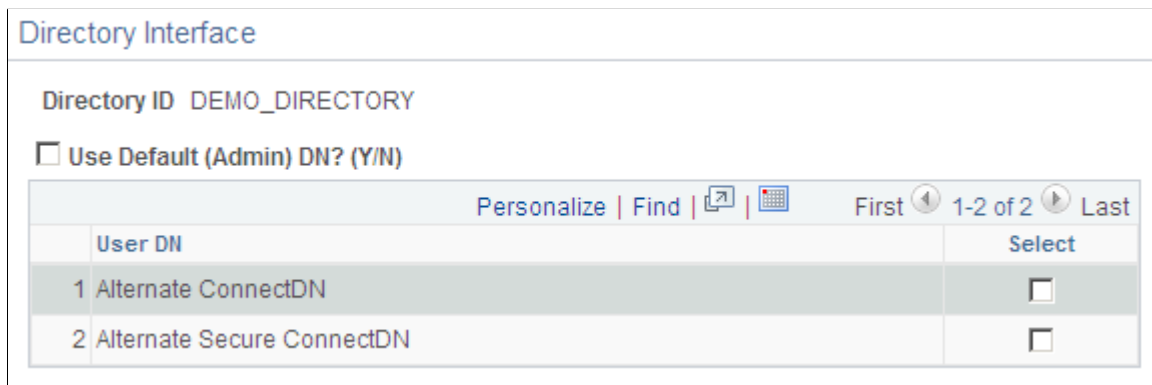 Directory Interface
Directory ID DEMO_DIRECTORY
Use Default (Admin) DN? (Y/N)
Personalize | Find | | First 1-2 of 2 Last
User DN Select
1 Alternate ConnectDN
2 Alternate Secure ConnectDN